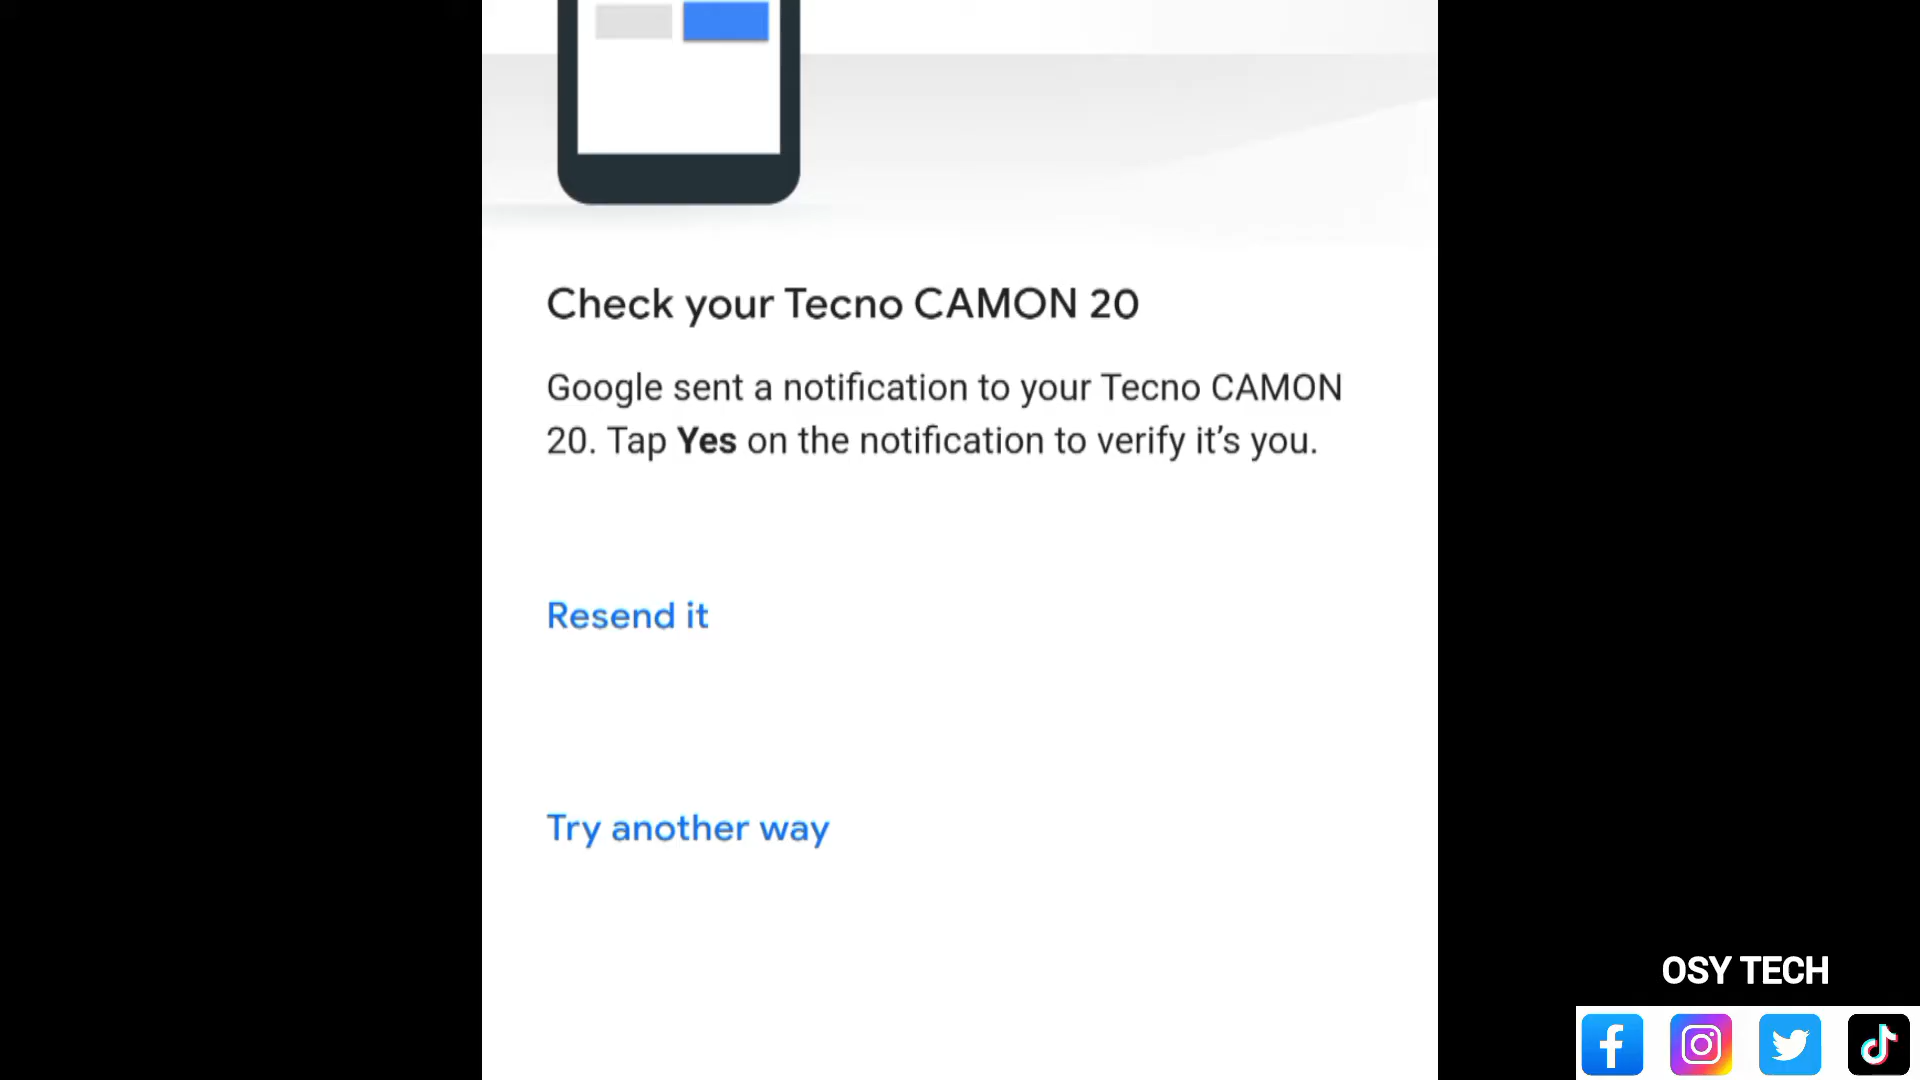 Check your Tecno CAMON 20
Google sent a notification to your Tecno CAMON
20. Tap Yes on the notification to verify it’s you.
Resend it
Try another way
OSY TECH